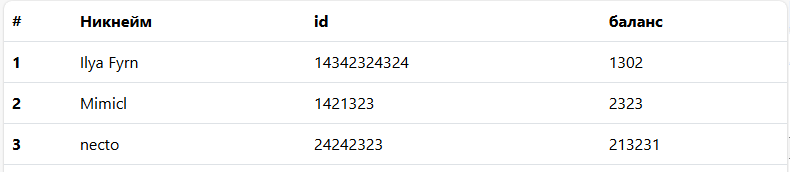 # Никнейм id баланс
1 Ilya Fyrn 14342324324 1302
2 Mimicl 1421323 2323
3 necto 24242323 213231